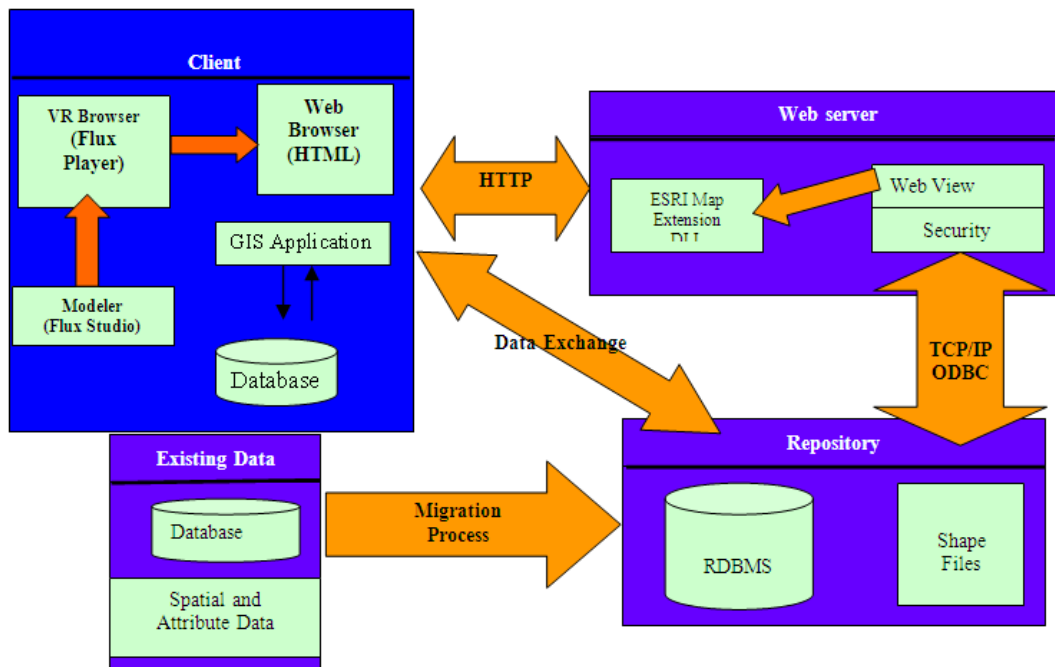 Client
VR Browser
(Flux
Player)
Web
Browser
(HTML)
GIS Application
Modeler
(Flux Studio)
Database
HTTP
Web server
ESRI Map
Extension
Web View
Security
Data Exchange
TCP/IP
ODBC
Existing Data
Database
Spatial and
Attribute Data
Migration
Process
Repository
RDBMS
Shape
Files